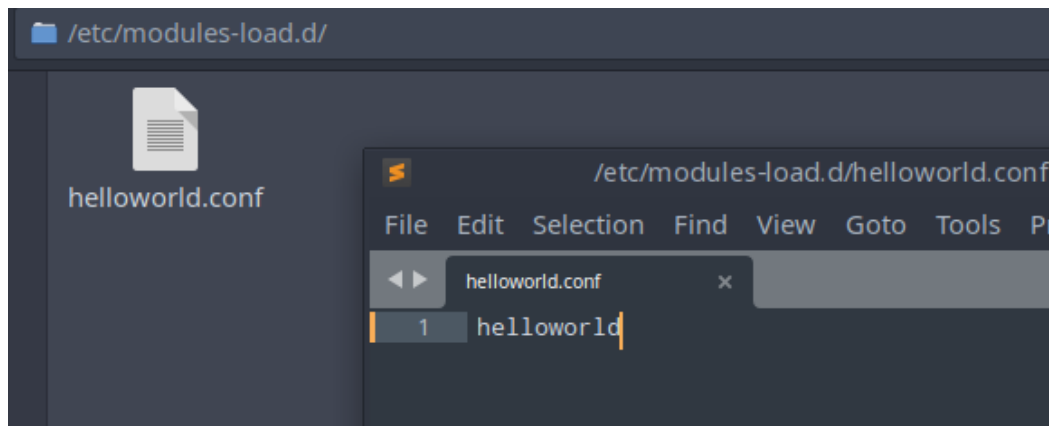 /etc/modules-load.d/
helloworld.conf
/etc/modules-load.d/helloworld.conf
File Edit Selection Find View Goto Tools
helloworld.conf
1 helloworld